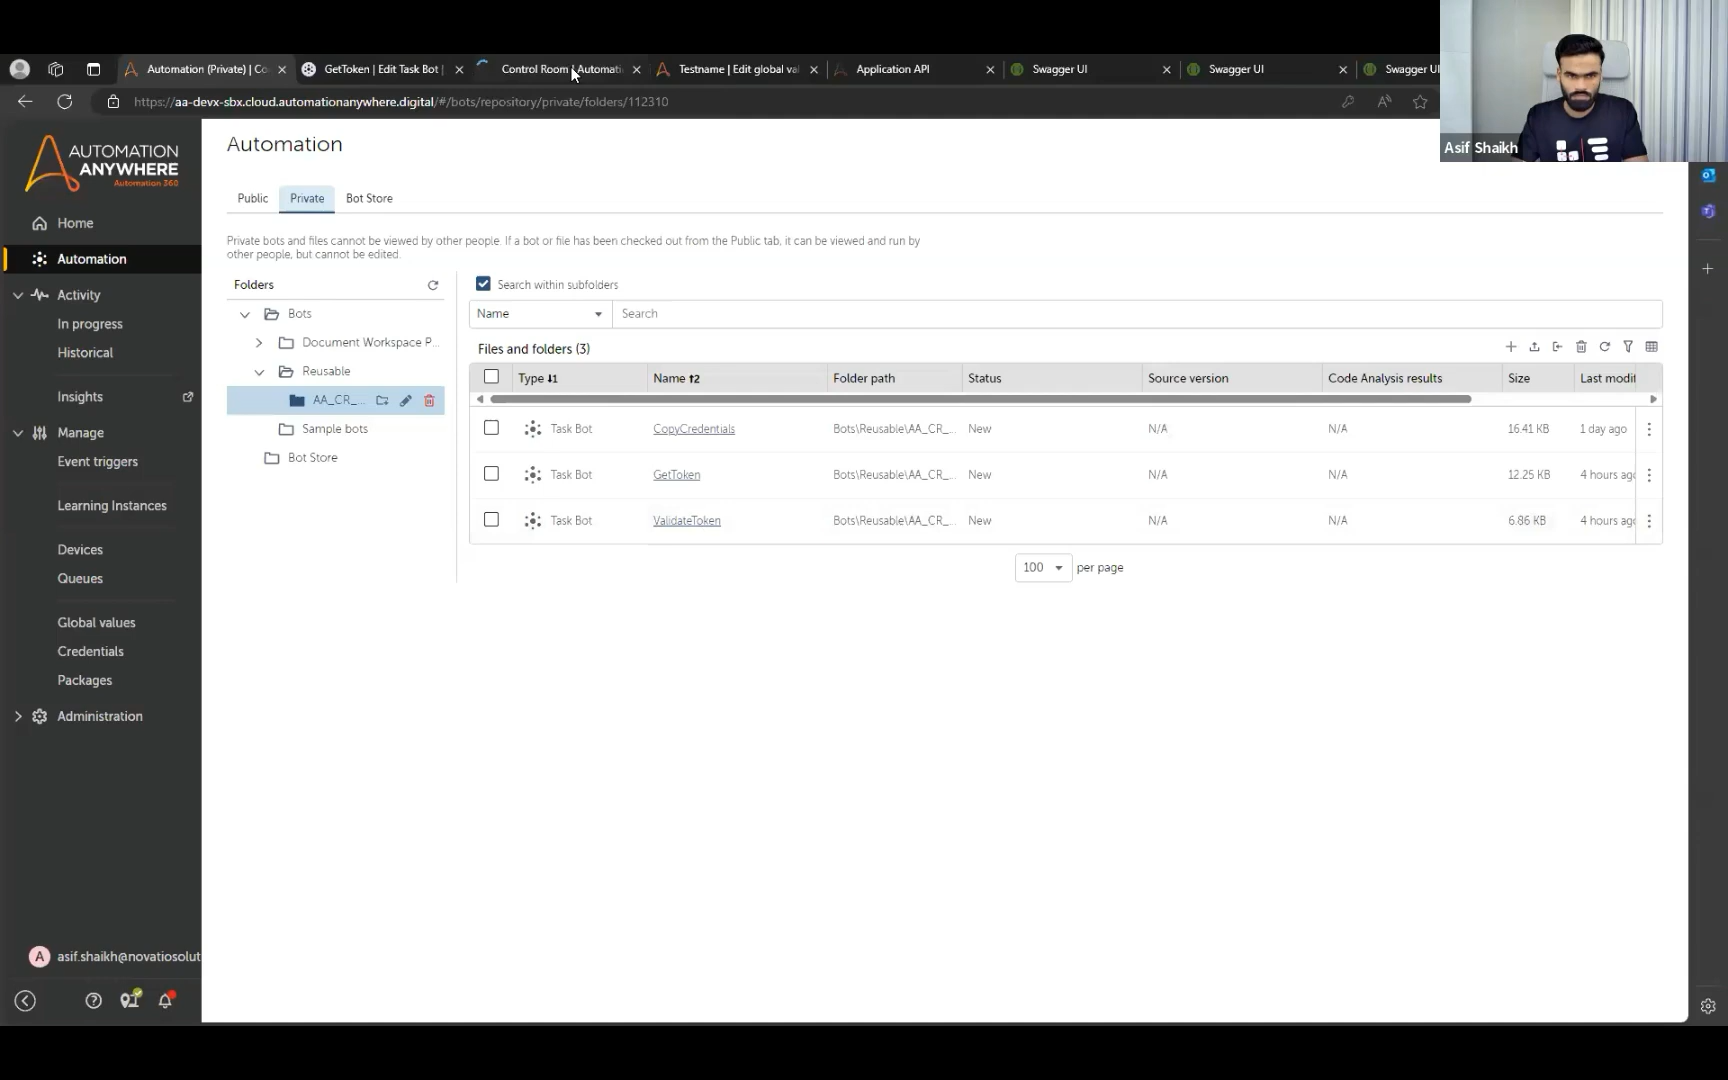 Automation (Private) | Co
GetToken | Edit Task Bot |
Control Room | Automati
Testname | Edit global val
Application API
Swagger UI
Swagger UI
Swagger UI
https://aa-devx-sbx.cloud.automationanywhere.digital/#/bots/repository/private/folders/112310
Asif Shaikh
AUTOMATION
ANYWHERE
Automation 360
Home
Automation
Activity
In progress
Historical
Insights
Manage
Event triggers
Learning Instances
Devices
Queues
Global values
Credentials
Packages
Administration
A asif.shaikh@novatiosolut
Automation
Public Private Bot Store
Private bots and files cannot be viewed by other people. If a bot or file has been checked out from the Public tab, it can be viewed and run by
other people, but cannot be edited.
Folders
Bots
Document Workspace P...
Reusable
AA_CR_...
Sample bots
Bot Store
Search within subfolders
Name Search
Files and folders (3)
Type Name Folder path Status Source version Code Analysis results Size Last modif
Task Bot CopyCredentials Bots\Reusable\AA_CR_... New N/A N/A 16.41 KB 1 day ago
Task Bot GetToken Bots\Reusable\AA_CR_... New N/A N/A 12.25 KB 4 hours ago
Task Bot ValidateToken Bots\Reusable\AA_CR_... New N/A N/A 6.86 KB 4 hours ago
100 per page